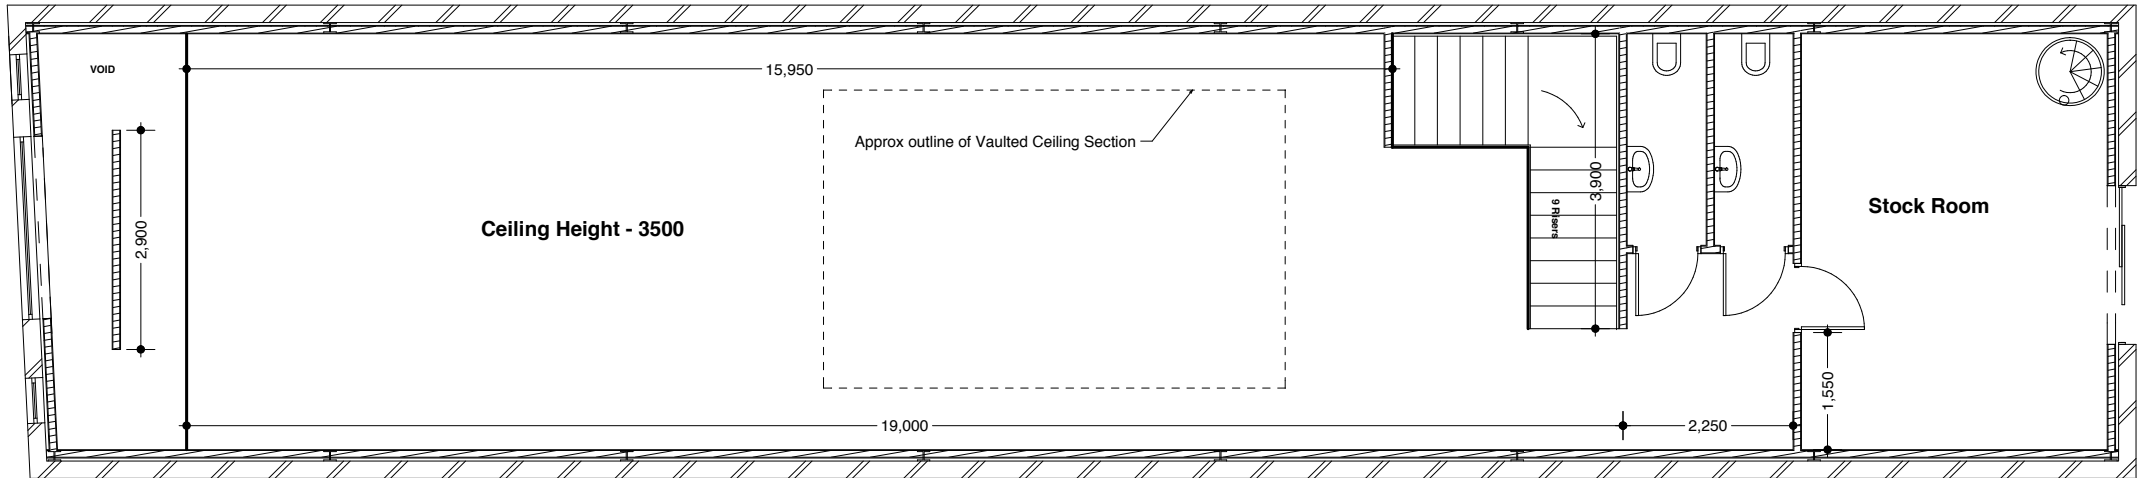 VOID
15,950
Approx outline of Vaulted Ceiling Section
2,900
Ceiling Height - 3500
3,900
9 Risers
Stock Room
1,550
19,000
2,250